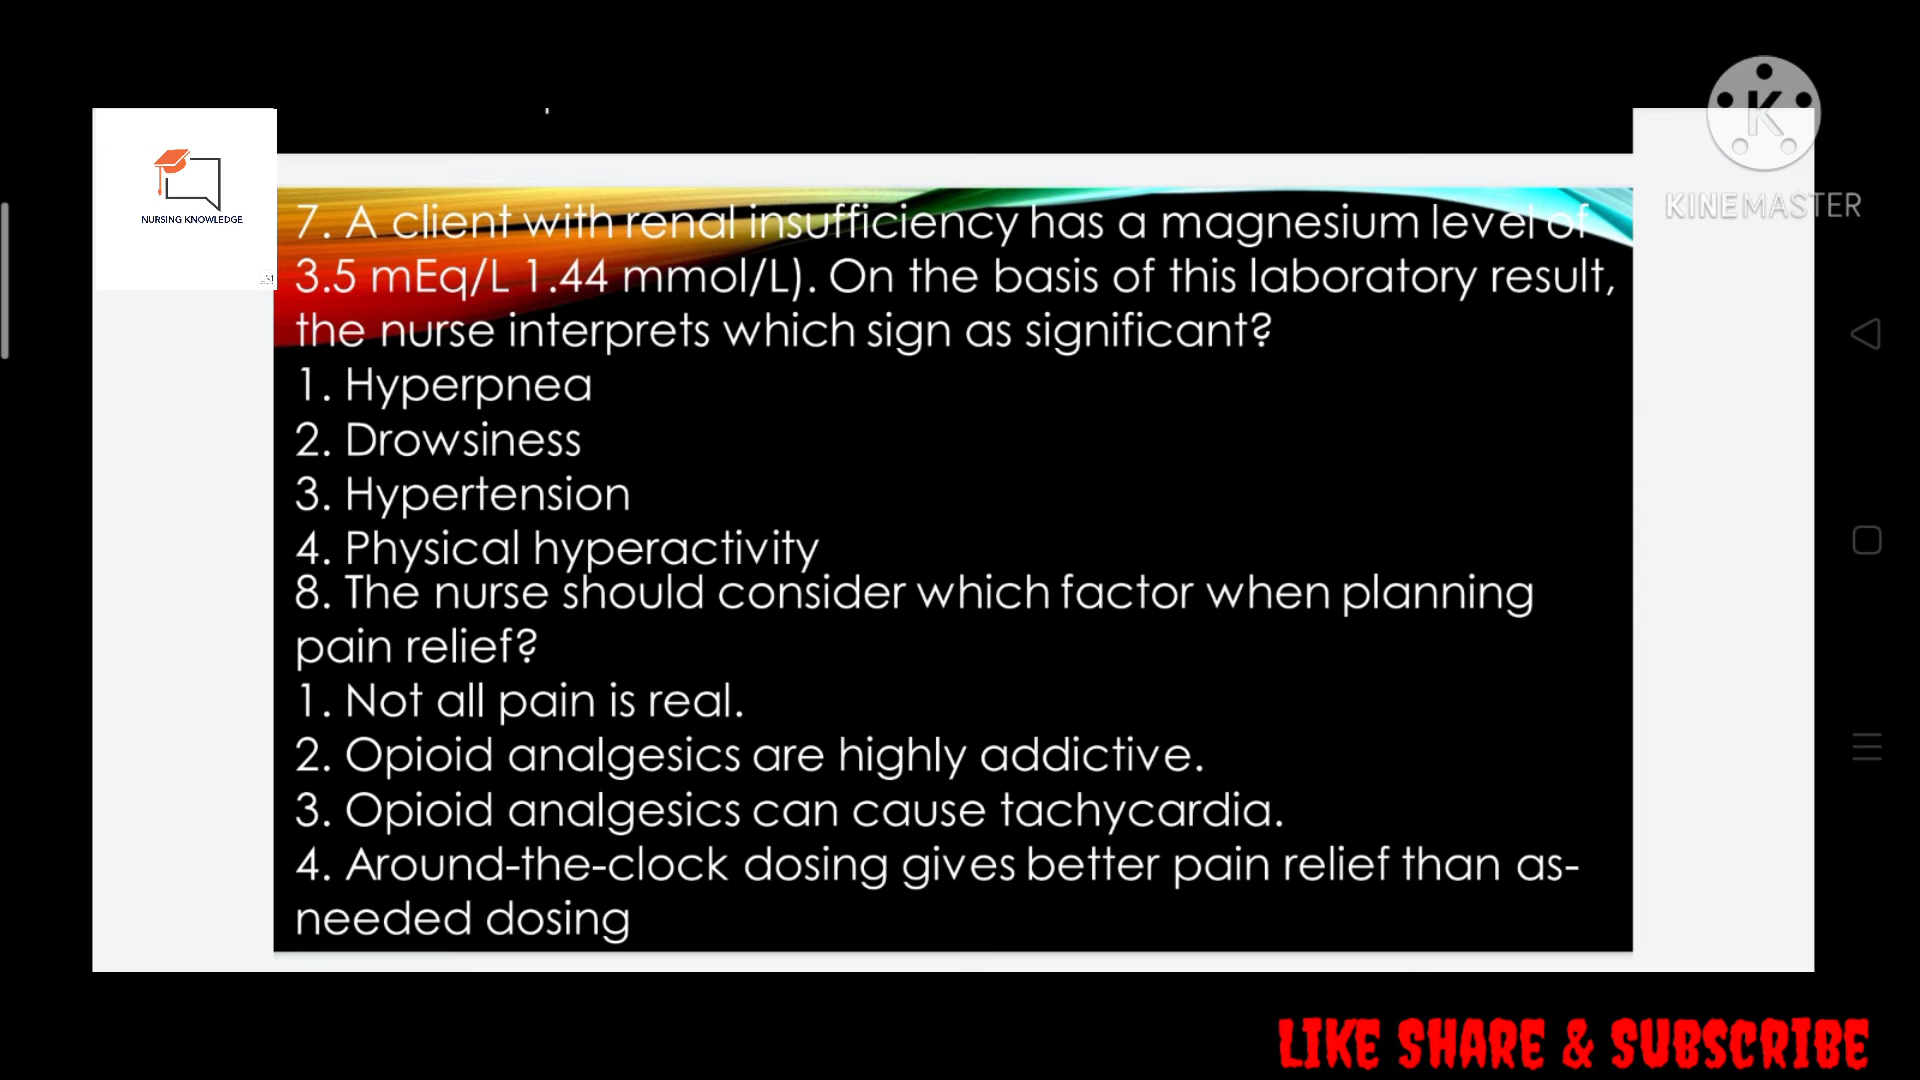 NURSING KNOWLEDGE
KINEMASTER
7. A client with renal insufficiency has a magnesium level of
3.5 mEq/L 1.44 mmol/L). On the basis of this laboratory result,
the nurse interprets which sign as significant?
1. Hyperpnea
2. Drowsiness
3. Hypertension
4. Physical hyperactivity
8. The nurse should consider which factor when planning
pain relief?
1. Not all pain is real.
2. Opioid analgesics are highly addictive.
3. Opioid analgesics can cause tachycardia.
4. Around-the-clock dosing gives better pain relief than as-
needed dosing
LIKE SHARE & SUBSCRIBE